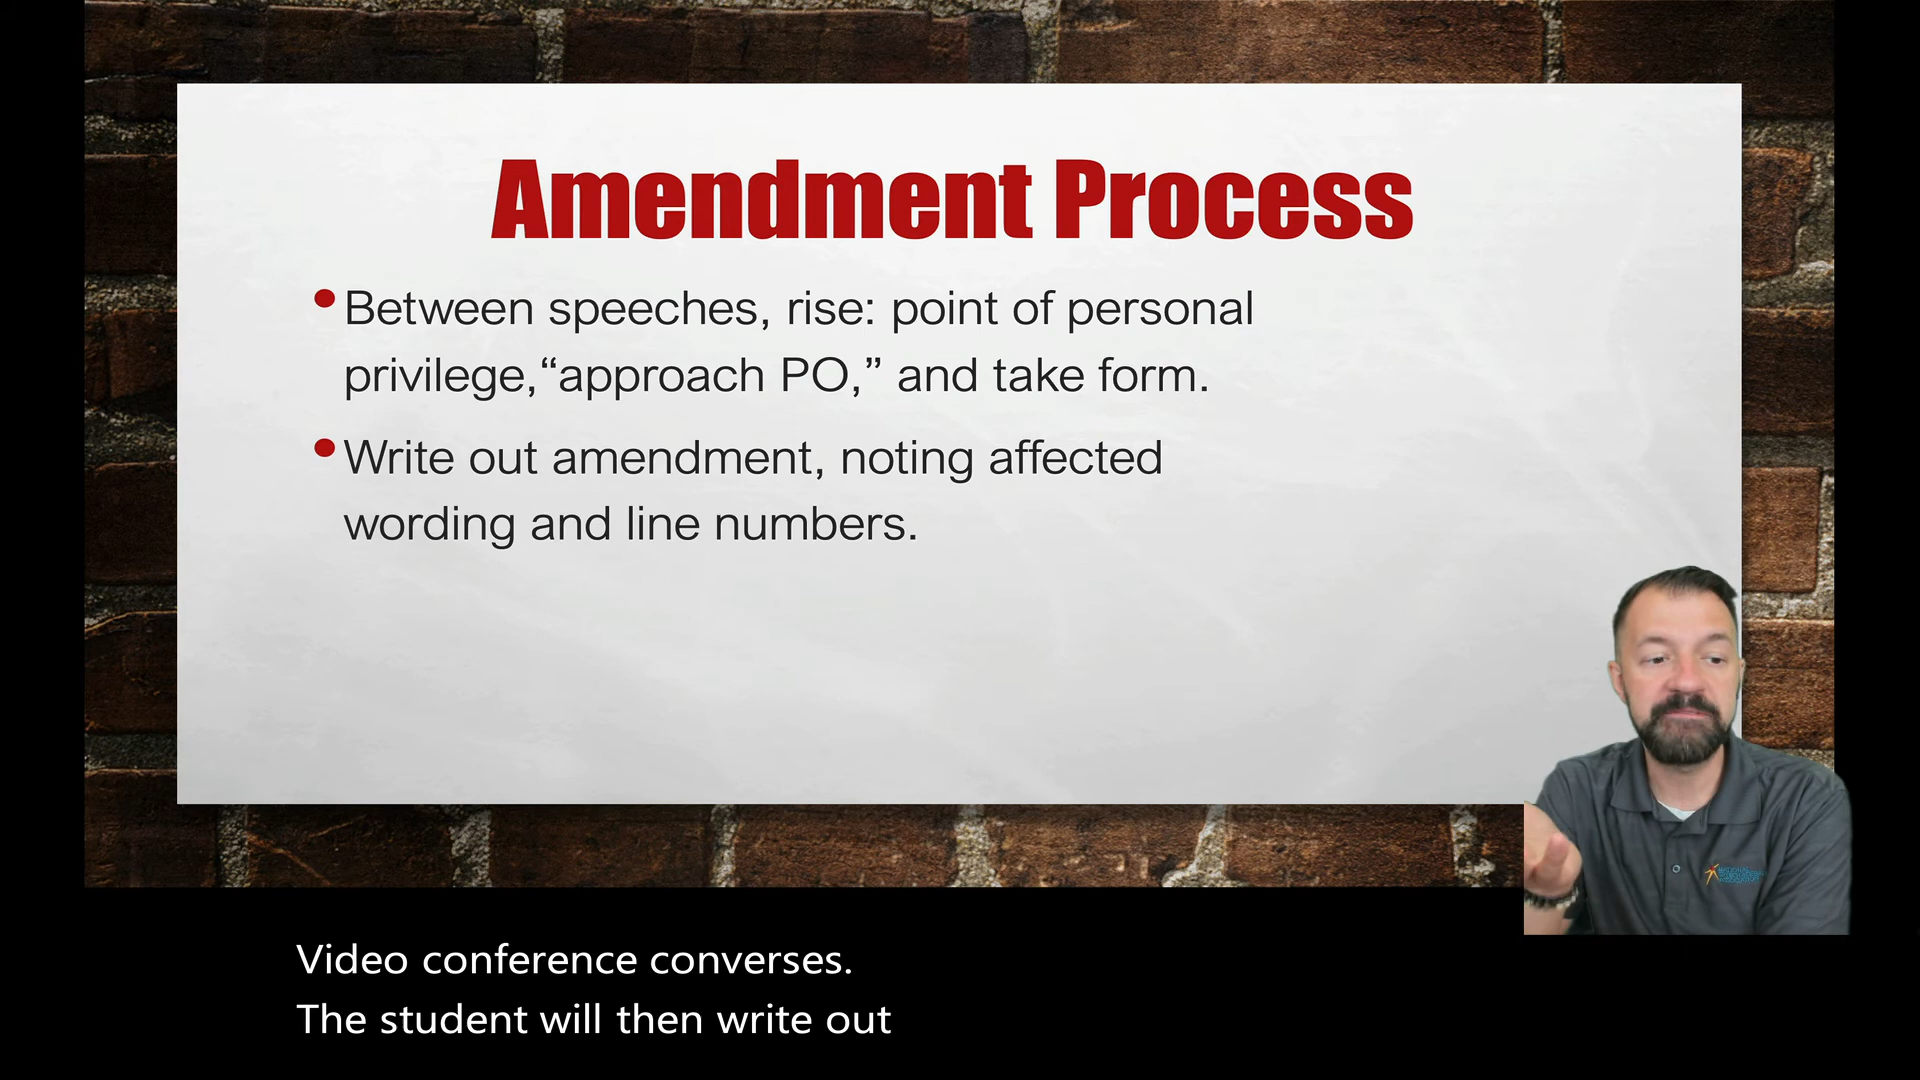 Amendment Process
•Between speeches, rise: point of personal
privilege,“approach PO,” and take form.
•Write out amendment, noting affected
wording and line numbers.
Video conference converses.
The student will then write out